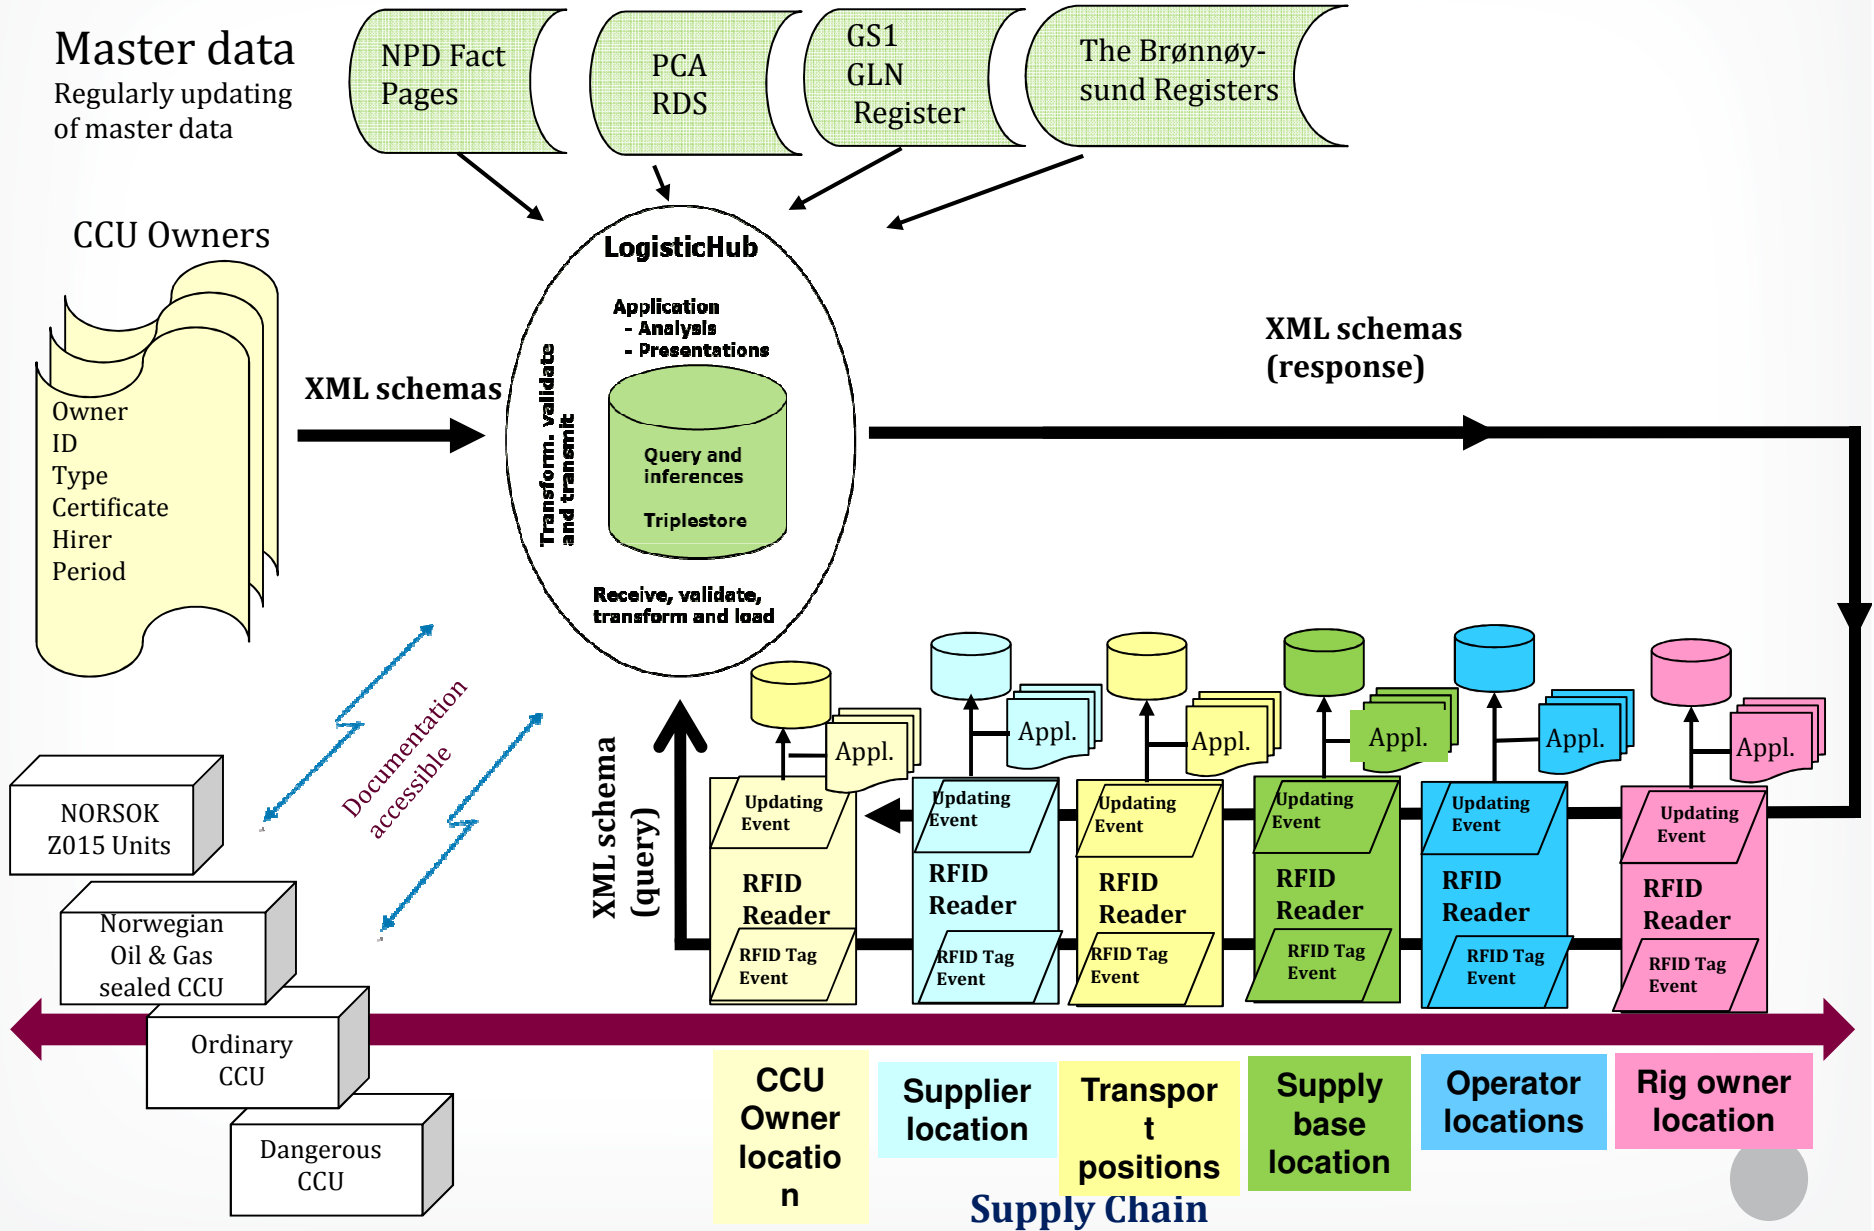 Master data
Regularly updating
of master data
NPD Fact
Pages
PCA
RDS
GS1
GLN
Register
The Brønnøy-
sund Registers
CCU Owners
Owner
ID
Type
Certificate
Hirer
Period
XML schemas
LogisticHub
Application
- Analysis
- Presentations
Transform. validate
and transmit
Query and
inferences
Triplestore
Receive, validate,
transform and load
XML schemas
(response)
Documentation
accessible
XML schema
(query)
NORSOK
Z015 Units
Norwegian
Oil & Gas
sealed CCU
Ordinary
CCU
Dangerous
CCU
Appl.
Updating
Event
RFID
Reader
RFID Tag
Event
Appl.
Updating
Event
RFID
Reader
RFID Tag
Event
Appl.
Updating
Event
RFID
Reader
RFID Tag
Event
Appl.
Updating
Event
RFID
Reader
RFID Tag
Event
Appl.
Updating
Event
RFID
Reader
RFID Tag
Event
Appl.
Updating
Event
RFID
Reader
RFID Tag
Event
CCU
Owner
locatio
n
Supplier
location
Transpor
t
positions
Supply
base
location
Operator
locations
Rig owner
location
Supply Chain